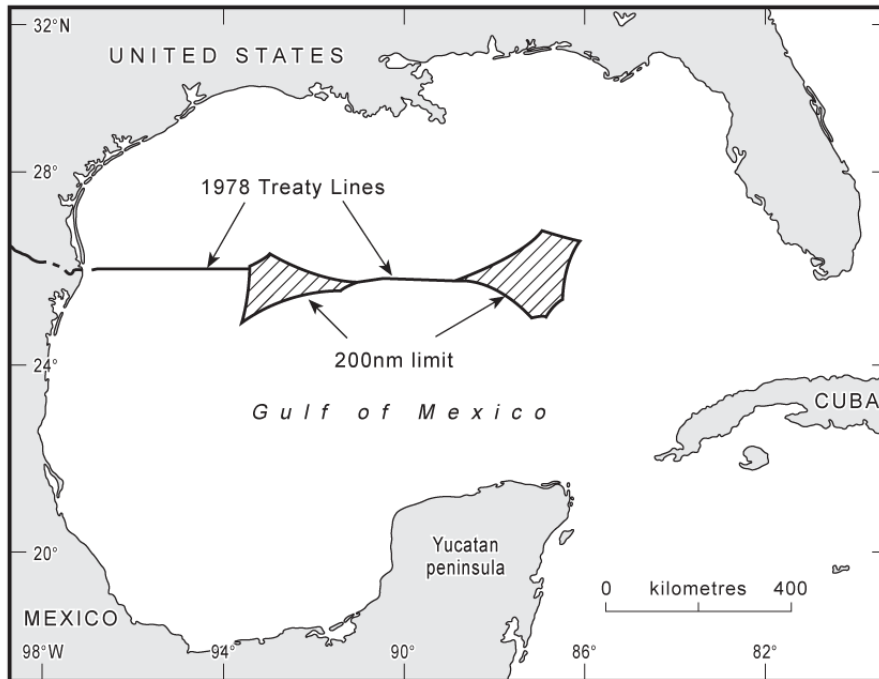 32°N
UNITED STATES
28°
1978 Treaty Lines
200nm limit
24°
Gulf of Mexico
CUBA
20°
Yucatan
peninsula
0 kilometres 400
MEXICO
98°W 94° 90° 86° 82°